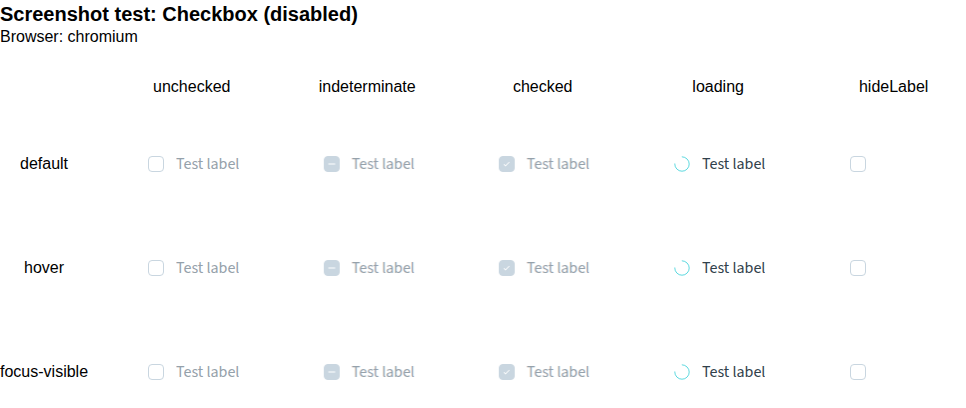 Screenshot test: Checkbox (disabled)
Browser: chromium
unchecked indeterminate checked loading hideLabel
default Test label Test label Test label Test label
hover Test label Test label Test label Test label
focus-visible Test label Test label Test label Test label